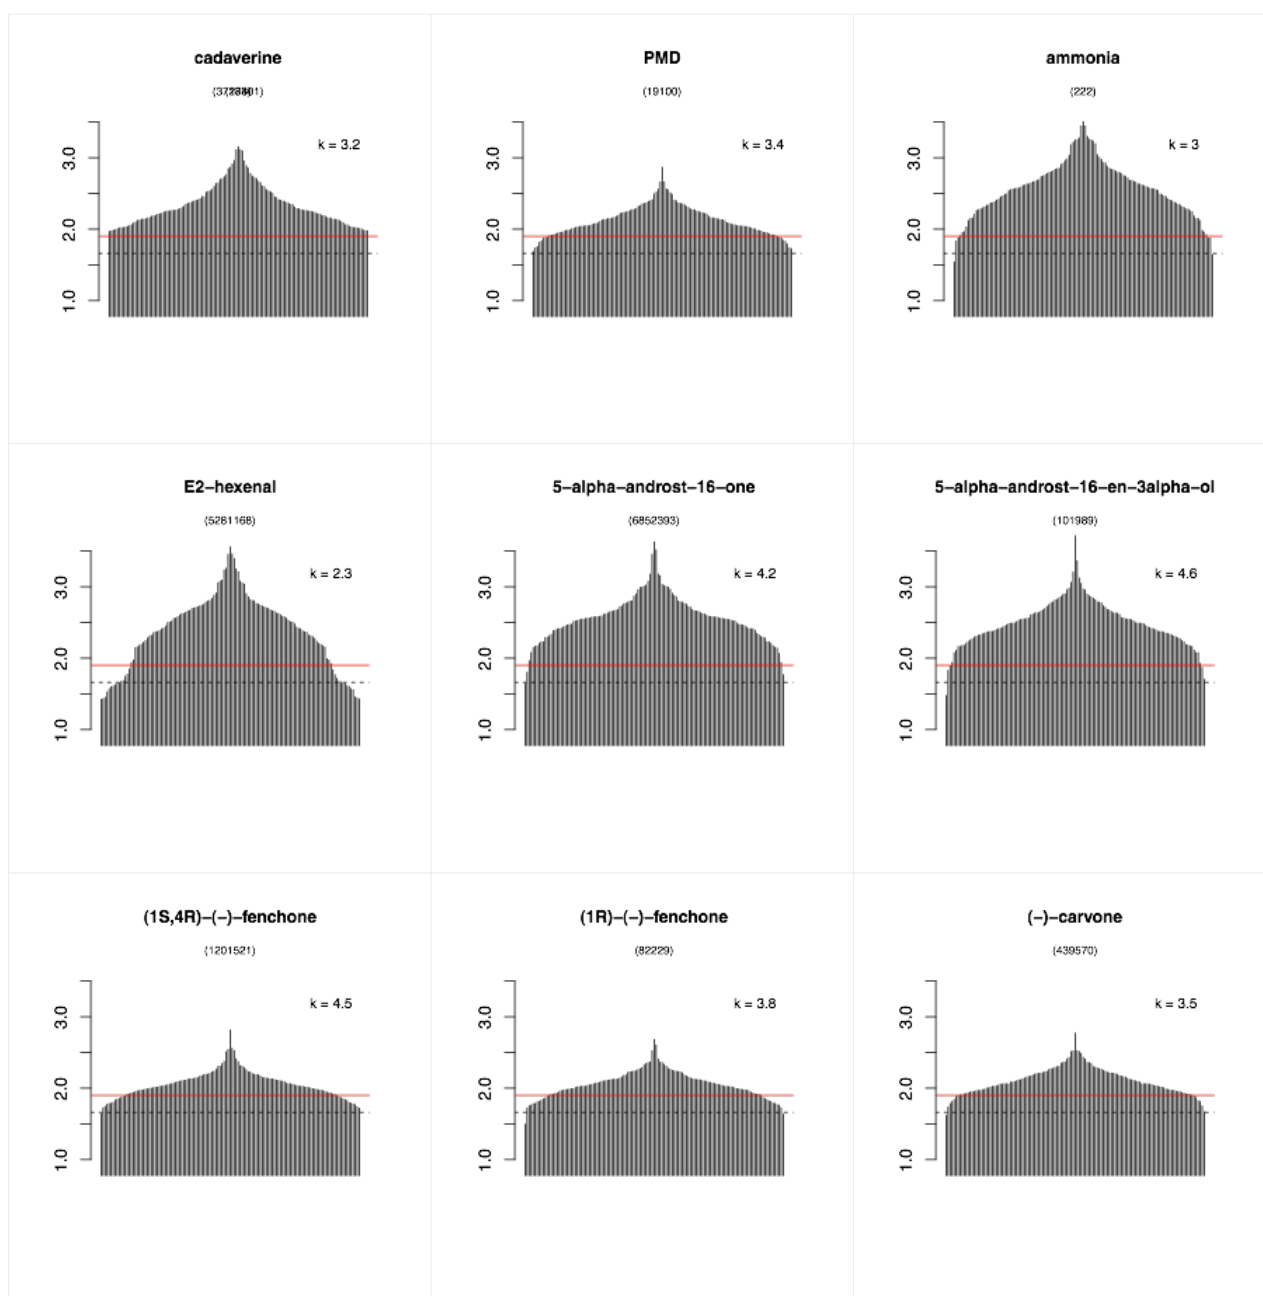 cadaverine
PMD
ammonia
(19100)
(222)
k = 3.2
k = 3.4
k = 3
3.0
2.0
1.0
3.0
2.0
1.0
3.0
2.0
1.0
E2–hexenal
5–alpha–androst–16–one
5–alpha–androst–16–en–3alpha–ol
(5281168)
(6852393)
(101989)
k = 2.3
k = 4.2
k = 4.6
3.0
2.0
1.0
3.0
2.0
1.0
3.0
2.0
1.0
(1S,4R)–(–)–fenchone
(1R)–(–)–fenchone
(–)–carvone
(1201521)
(82229)
(439570)
k = 4.5
k = 3.8
k = 3.5
3.0
2.0
1.0
3.0
2.0
1.0
3.0
2.0
1.0